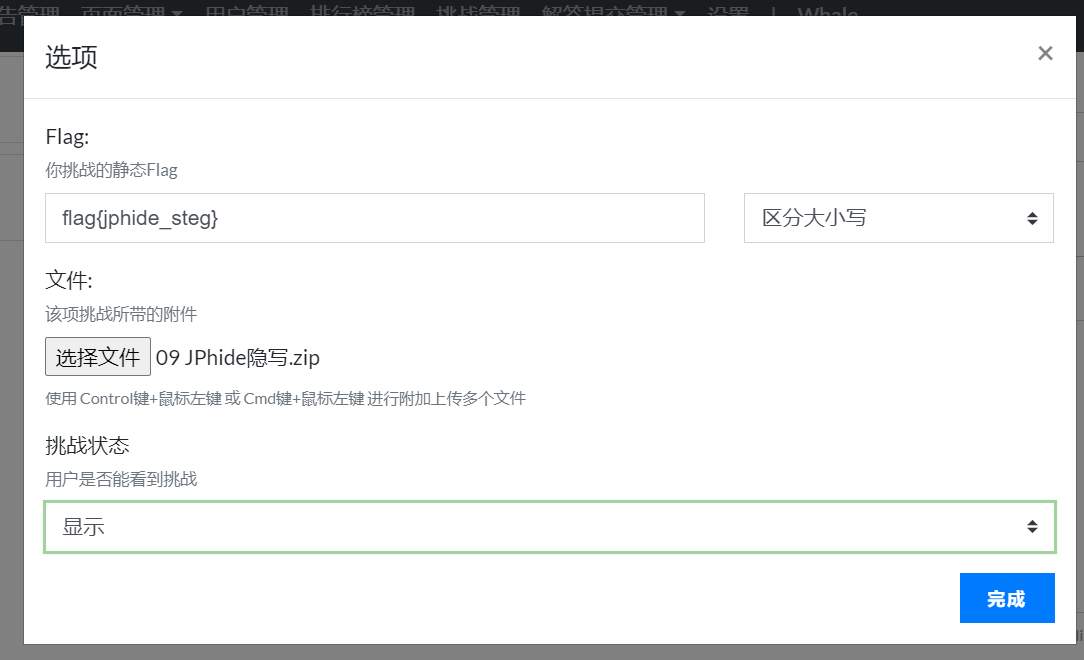 告管理 页面管理 用户管理 排行榜管理 挑战管理 解答提交管理 设置 | Whale
选项
×
Flag:
你挑战的静态Flag
flag{jphide_steg} 区分大小写
文件:
该项挑战所带的附件
选择文件 09 JPhide隐写.zip
使用 Control键+鼠标左键 或 Cmd键+鼠标左键 进行附加上传多个文件
挑战状态
用户是否能看到挑战
显示
完成